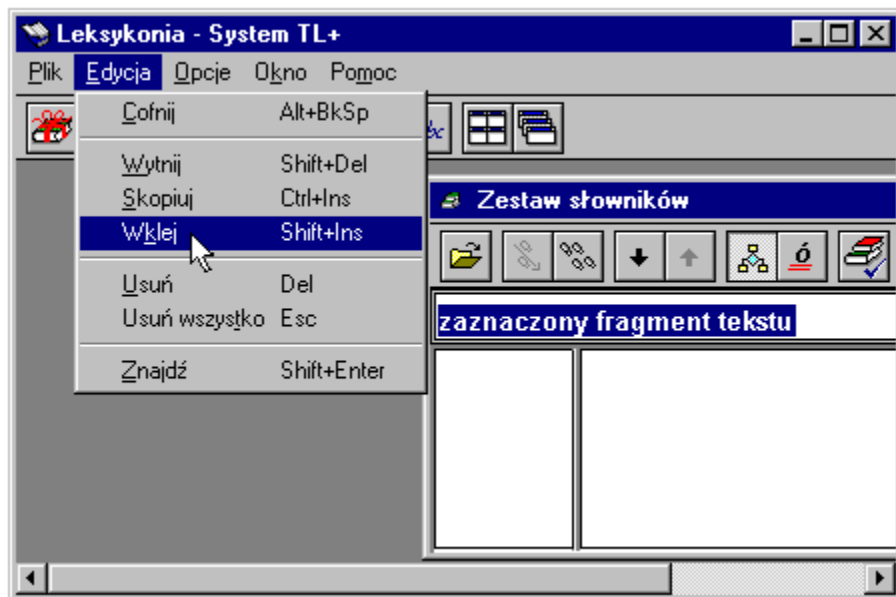 Leksykonia - System TL+
Plik Edycja Opcje Okno Pomoc
Cofnij Alt+BkSp
Wytnij Shift+Del
Skopiuj Ctrl+Ins
Wklej Shift+Ins
Usuń Del
Usuń wszystko Esc
Znajdź Shift+Enter
Zestaw słowników
ó
zaznaczony fragment tekstu